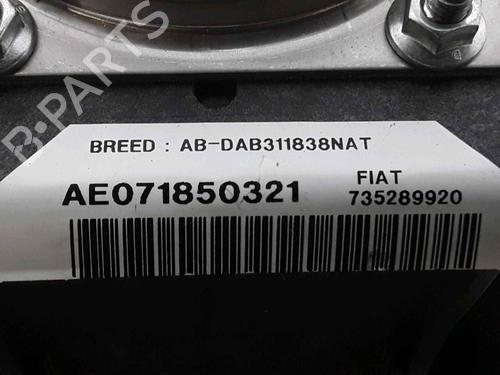 B-PARTS
BREED : AB-DAB311838NAT
AE071850321
FIAT
735289920